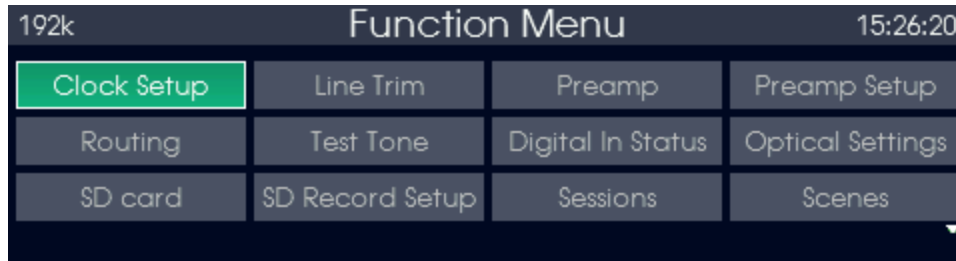 192k Function Menu 15:26:20
Clock Setup Line Trim Preamp Preamp Setup
Routing Test Tone Digital In Status Optical Settings
SD card SD Record Setup Sessions Scenes